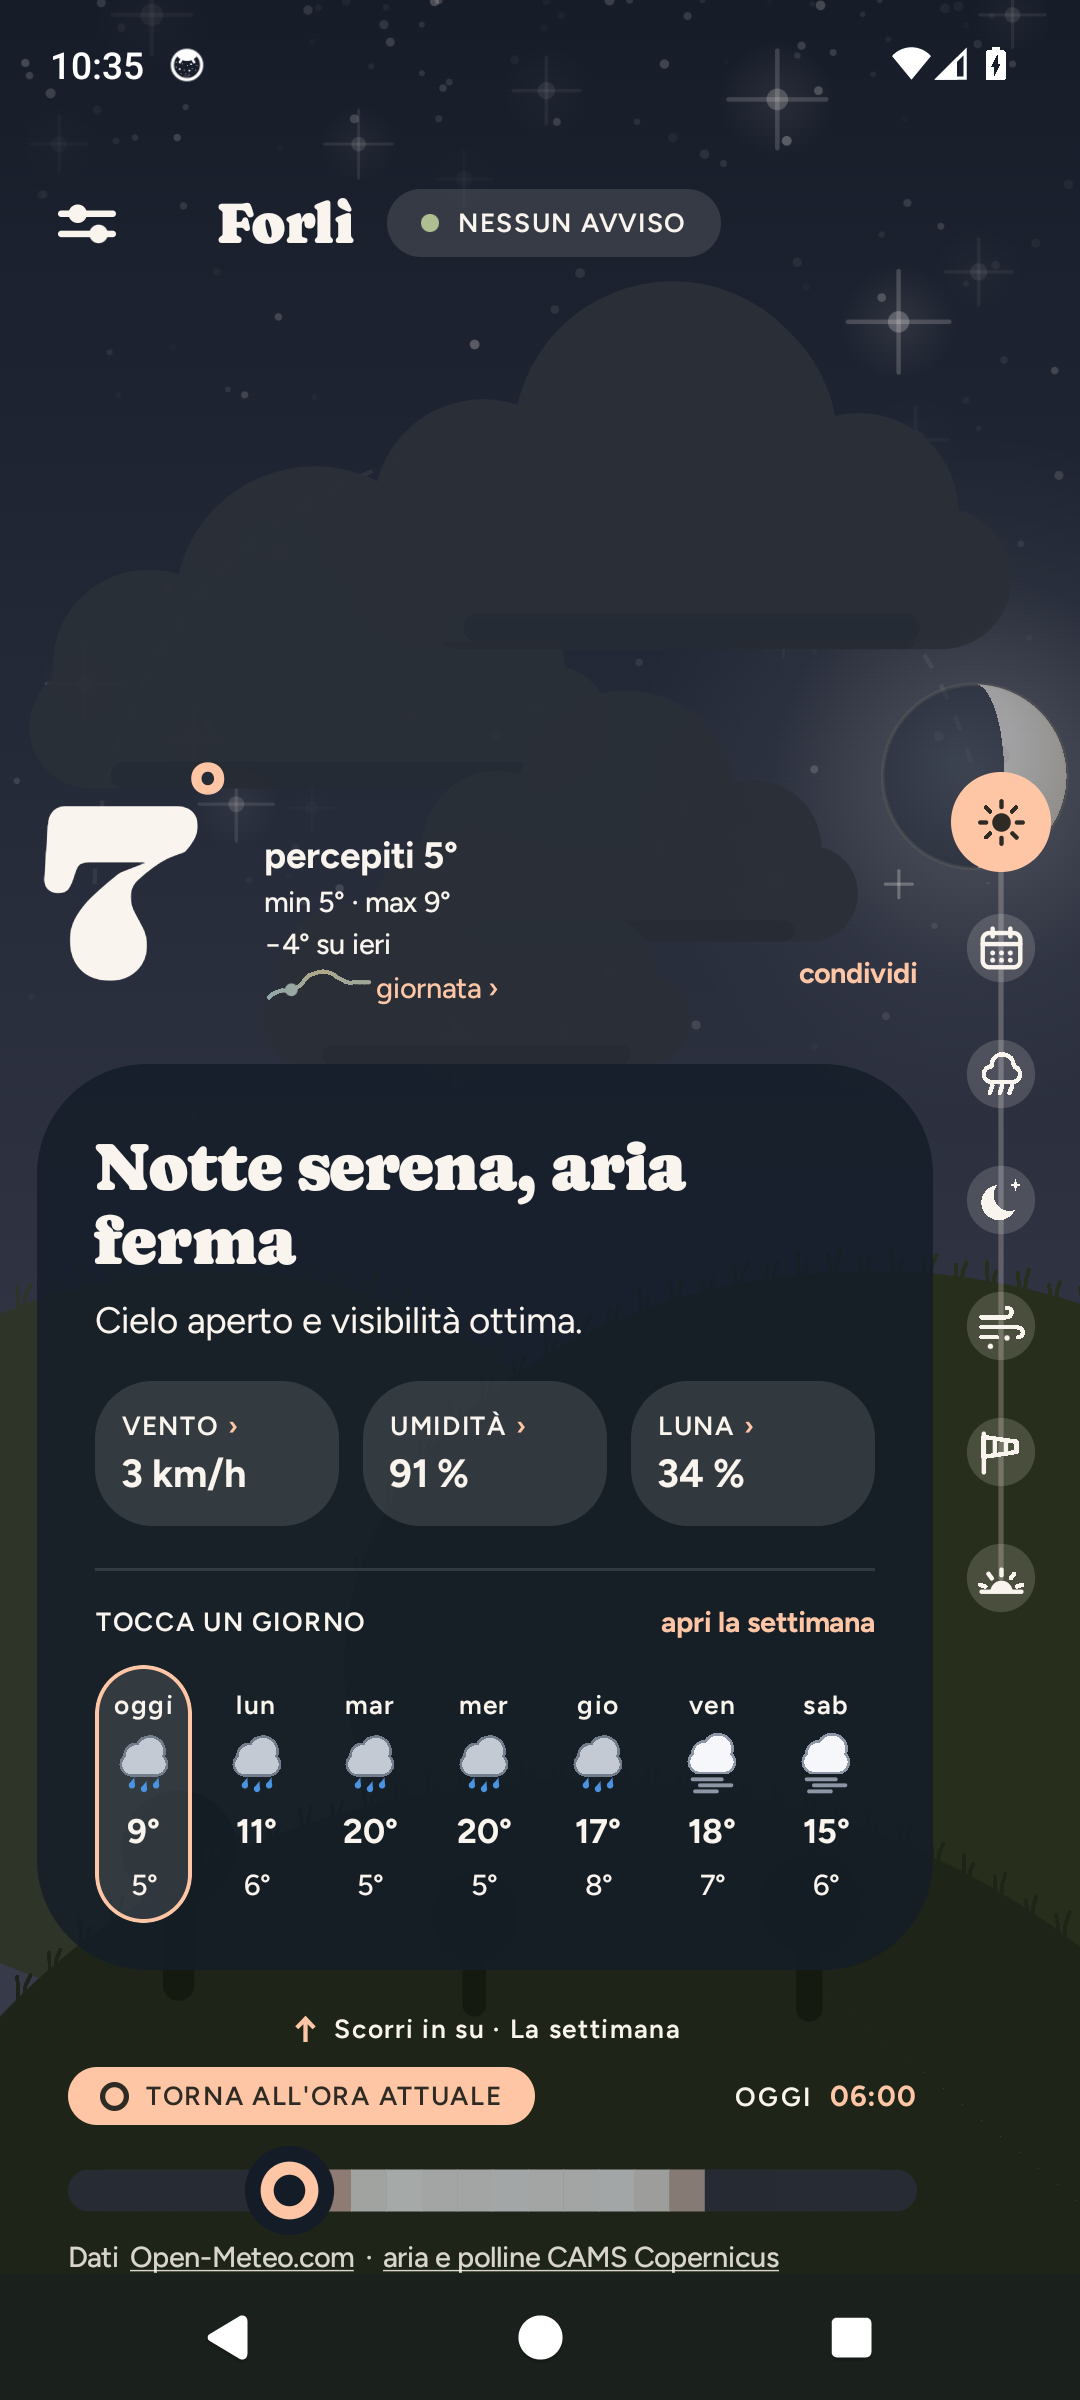 10:35
Forlì
NESSUN AVVISO
7°
percepiti 5°
min 5° · max 9°
−4° su ieri
giornata ›
condividi
Notte serena, aria
ferma
Cielo aperto e visibilità ottima.
VENTO › UMIDITÀ › LUNA ›
3 km/h 91 % 34 %
TOCCA UN GIORNO apri la settimana
oggi lun mar mer gio ven sab
9° 11° 20° 20° 17° 18° 15°
5° 6° 5° 5° 8° 7° 6°
↑ Scorri in su · La settimana
TORNA ALL'ORA ATTUALE OGGI 06:00
Dati Open-Meteo.com · aria e polline CAMS Copernicus